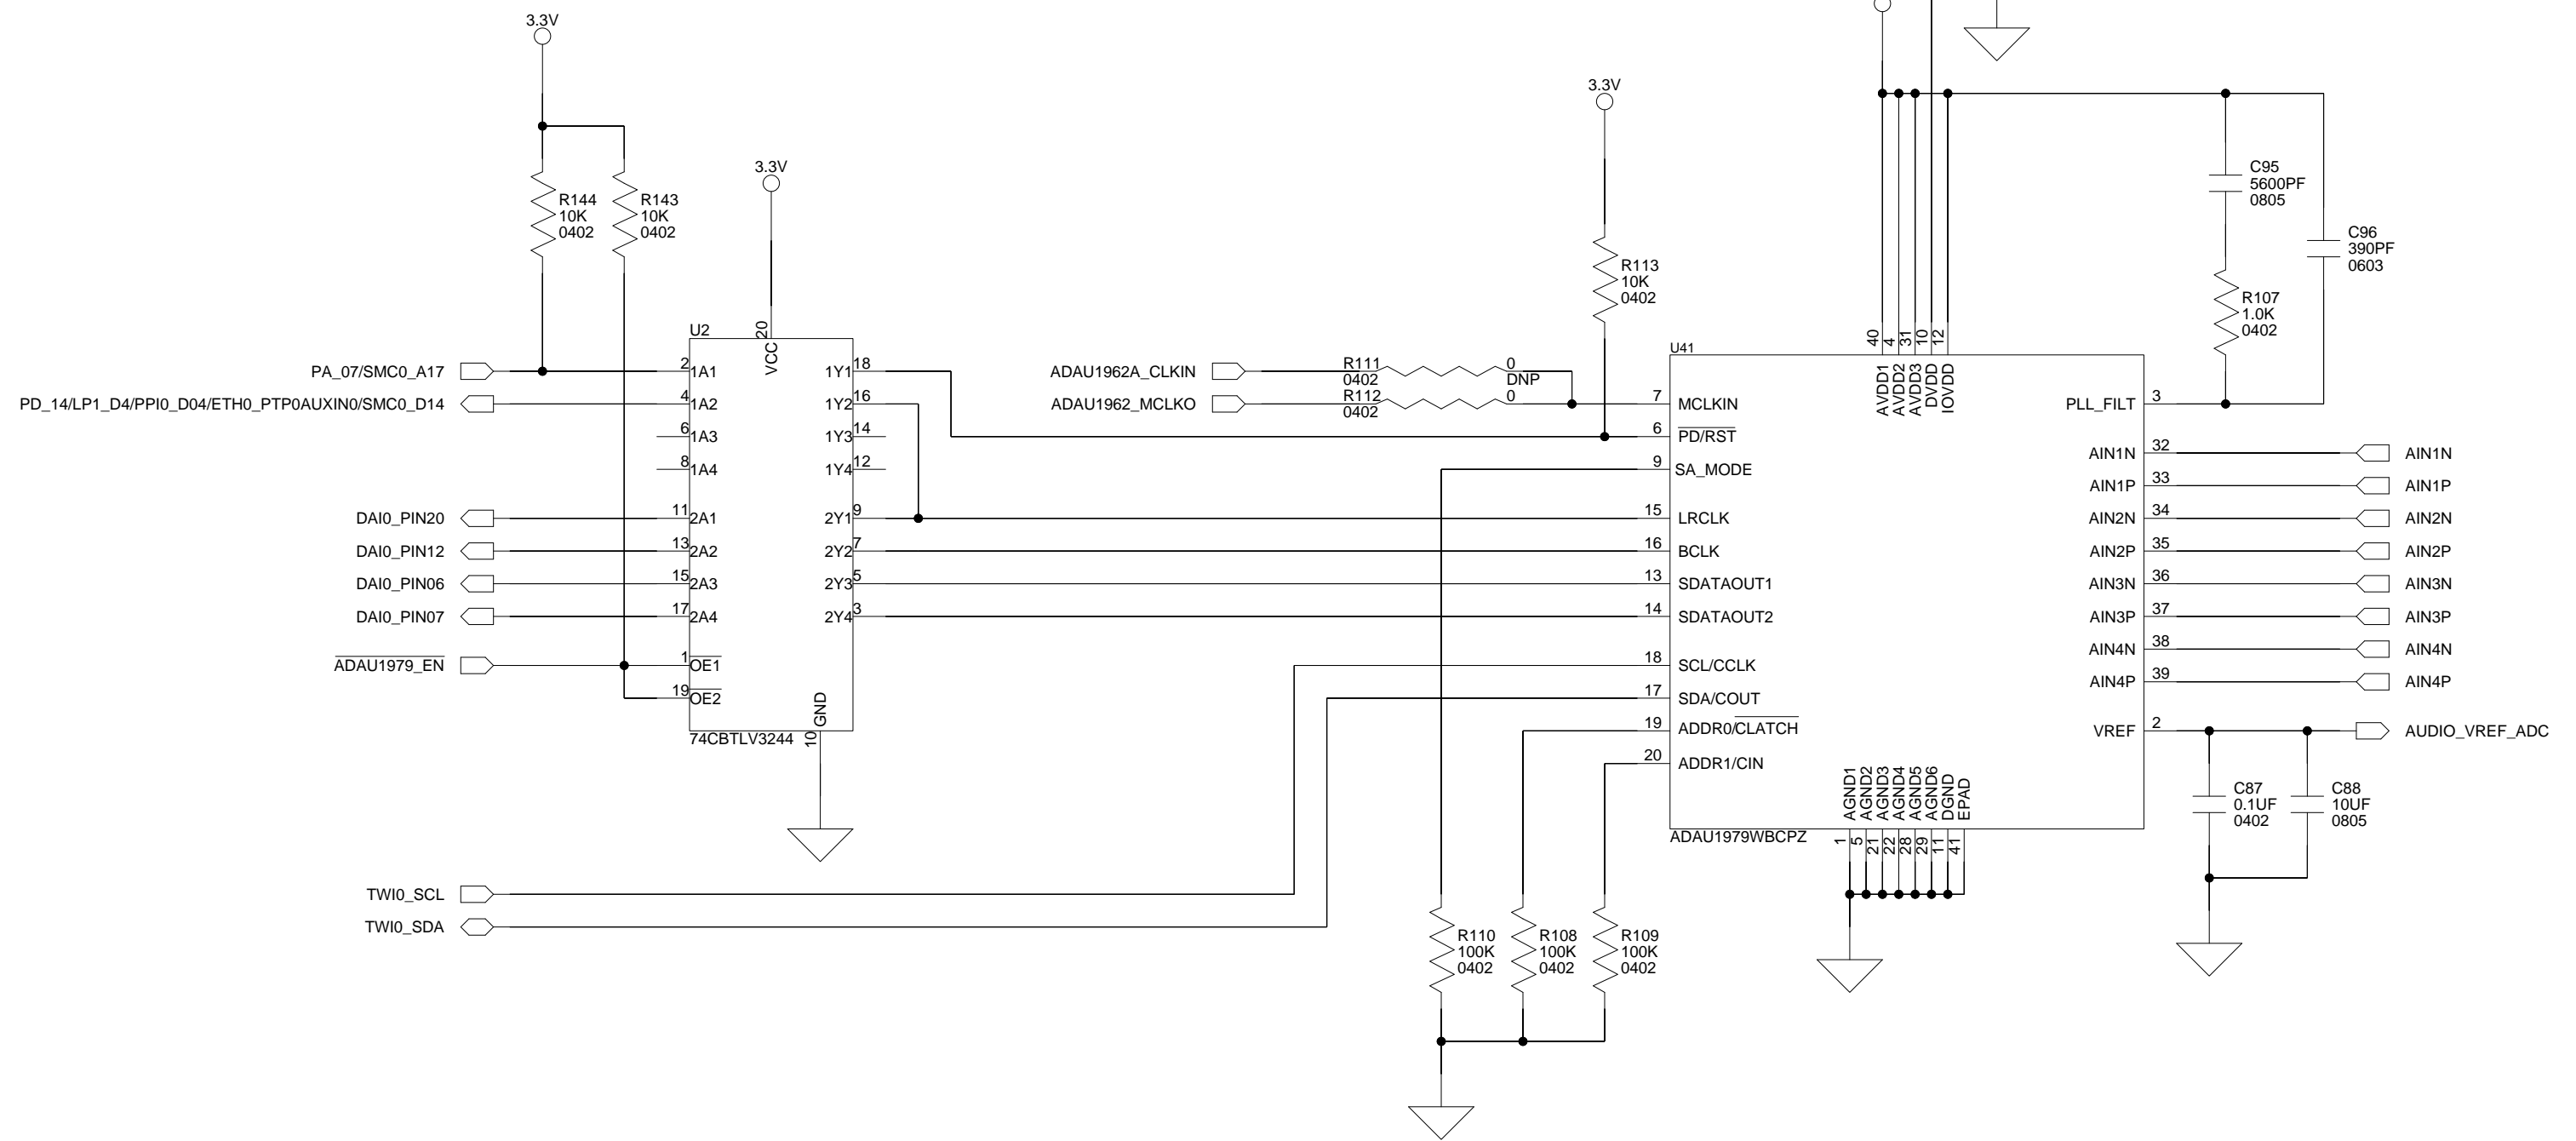 3.3V
3.3V
3.3V
R144
10K
0402
R143
10K
0402
R113
10K
0402
C95
5600PF
0805
C96
390PF
0603
R107
1.0K
0402
U2
20
VCC
PA_07/SMC0_A17
2
1A1
1Y1
18
PD_14/LP1_D4/PPI0_D04/ETH0_PTP0AUXIN0/SMC0_D14
4
1A2
1Y2
16
6
1A3
1Y3
14
8
1A4
1Y4
12
DAI0_PIN20
11
2A1
2Y1
9
DAI0_PIN12
13
2A2
2Y2
7
DAI0_PIN06
15
2A3
2Y3
5
DAI0_PIN07
17
2A4
2Y4
3
ADAU1979_EN
1
OE1
19
OE2
GND
10
74CBTLV3244
TWI0_SCL
TWI0_SDA
ADAU1962A_CLKIN
R111
0402
0
DNP
ADAU1962_MCLKO
R112
0402
0
U41
40
4
31
10
12
AVDD1
AVDD2
AVDD3
DVDD
IOVDD
7
MCLKIN
6
PD/RST
9
SA_MODE
15
LRCLK
16
BCLK
13
SDATAOUT1
14
SDATAOUT2
18
SCL/CCLK
17
SDA/COUT
19
ADDR0/CLATCH
20
ADDR1/CIN
PLL_FILT
3
AIN1N
32
AIN1N
AIN1P
33
AIN1P
AIN2N
34
AIN2N
AIN2P
35
AIN2P
AIN3N
36
AIN3N
AIN3P
37
AIN3P
AIN4N
38
AIN4N
AIN4P
39
AIN4P
VREF
2
AUDIO_VREF_ADC
AGND1
AGND2
AGND3
AGND4
AGND5
AGND6
DGND
EPAD
1
5
21
22
28
29
11
41
ADAU1979WBCPZ
C87
0.1UF
0402
C88
10UF
0805
R110
100K
0402
R108
100K
0402
R109
100K
0402